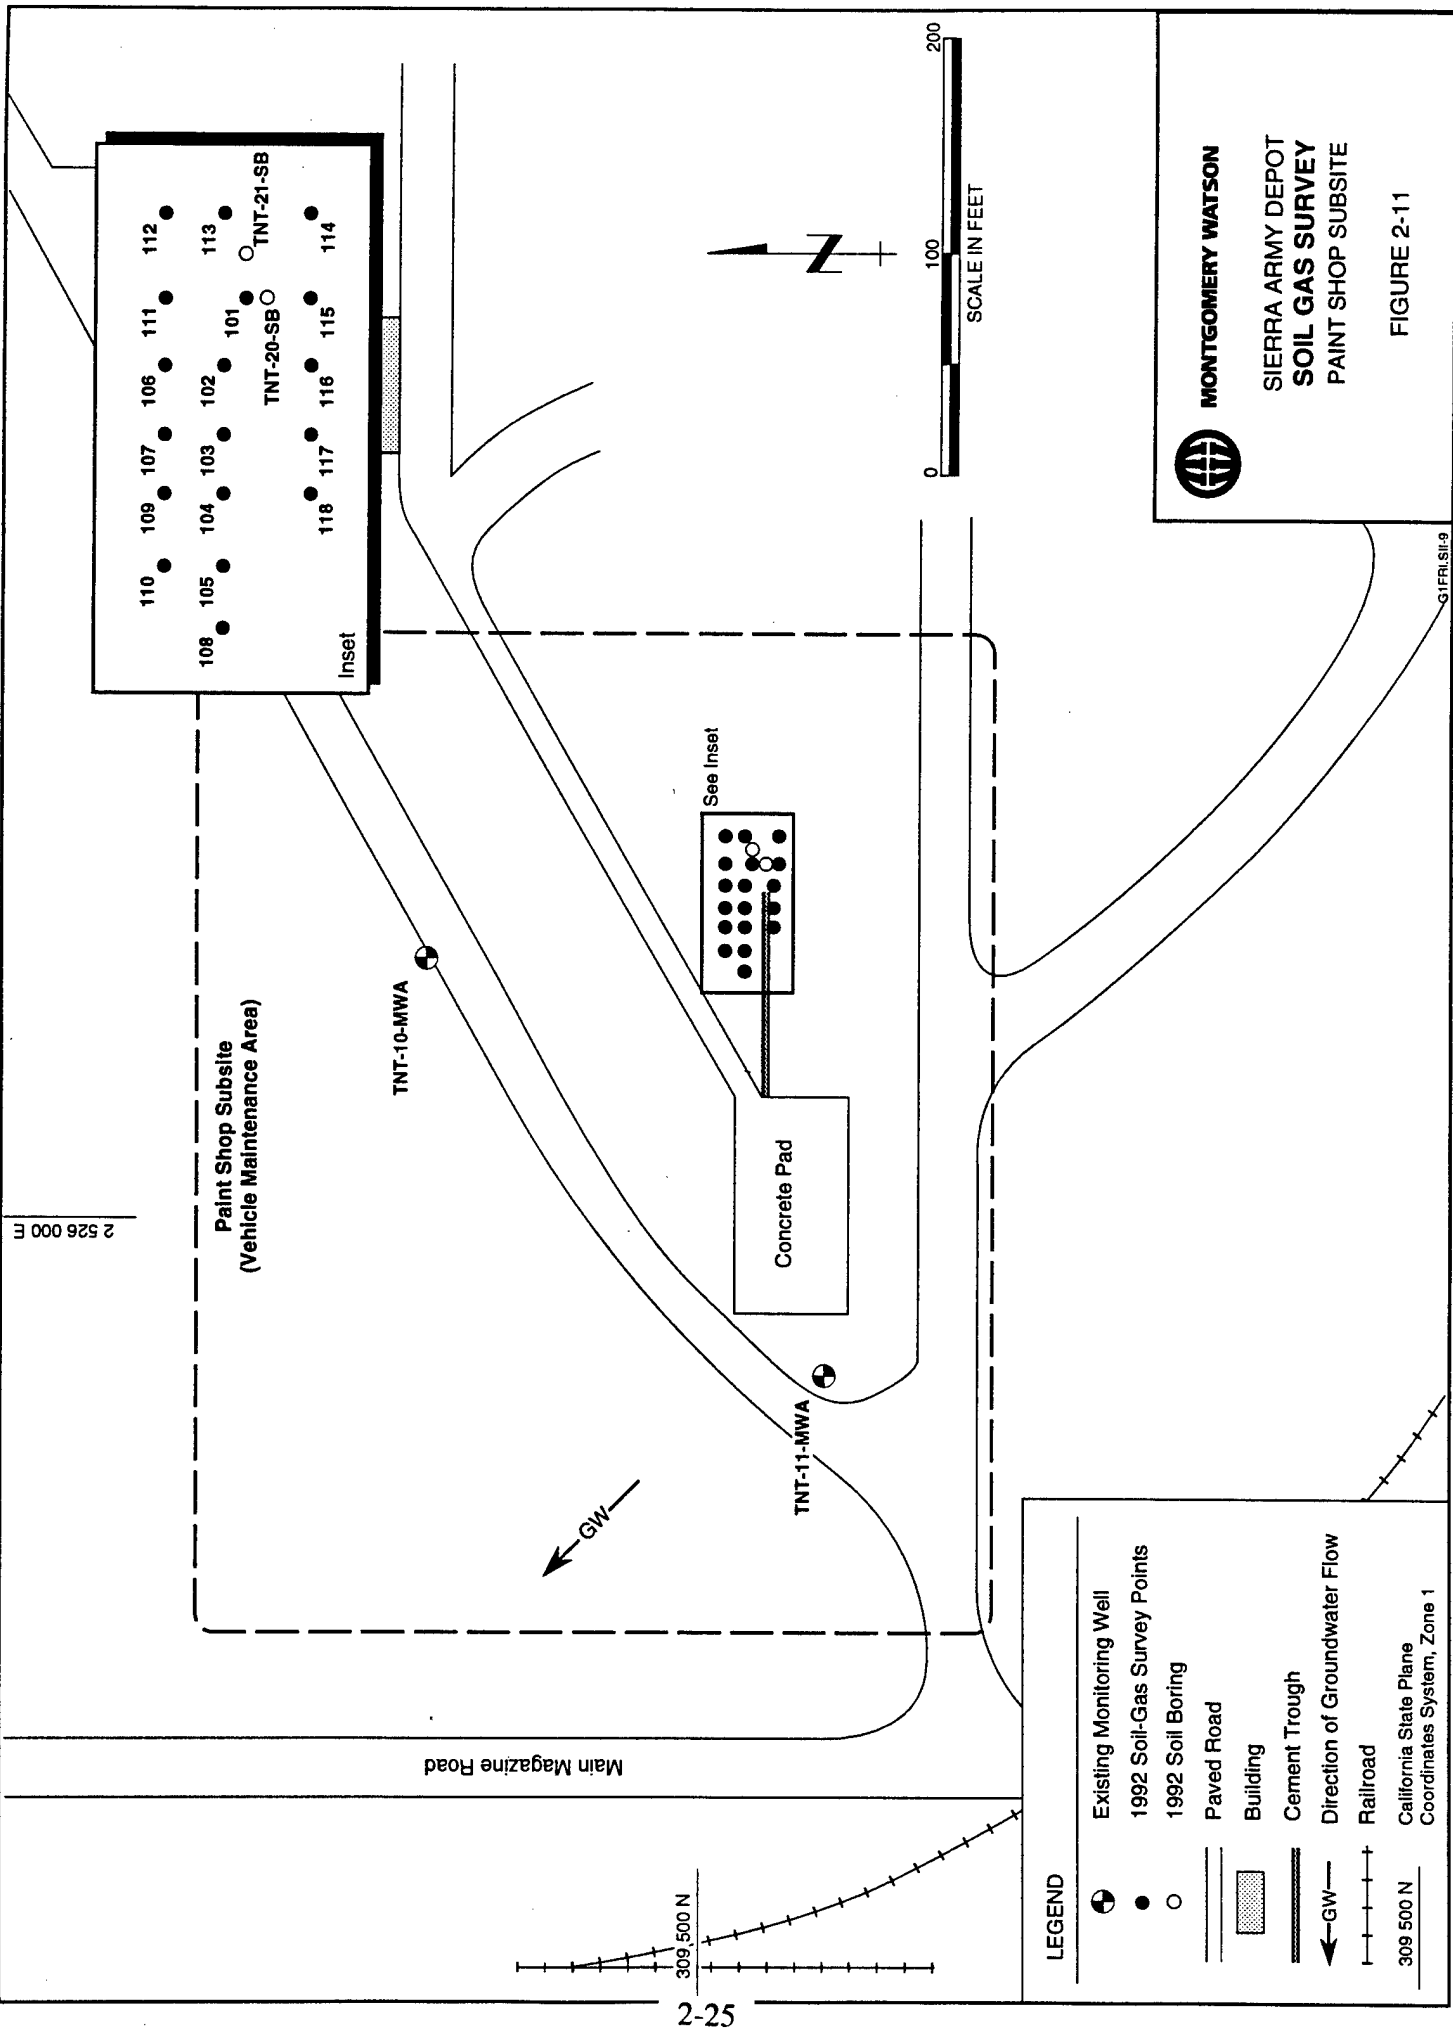 2 526 000 E
Paint Shop Subsite
(Vehicle Maintenance Area)
TNT-10-MWA
TNT-11-MWA
GW
Main Magazine Road
309,500 N
Concrete Pad
See Inset
110
109
107
106
111
112
108
105
104
103
102
101
113
TNT-20-SB
TNT-21-SB
118
117
116
115
114
Inset
0
100
200
SCALE IN FEET
N
LEGEND
Existing Monitoring Well
1992 Soil-Gas Survey Points
1992 Soil Boring
Paved Road
Building
Cement Trough
GW
Direction of Groundwater Flow
Railroad
309 500 N
California State Plane
Coordinates System, Zone 1
MONTGOMERY WATSON
SIERRA ARMY DEPOT
SOIL GAS SURVEY
PAINT SHOP SUBSITE
FIGURE 2-11
G1FRI.SII-9
2-25